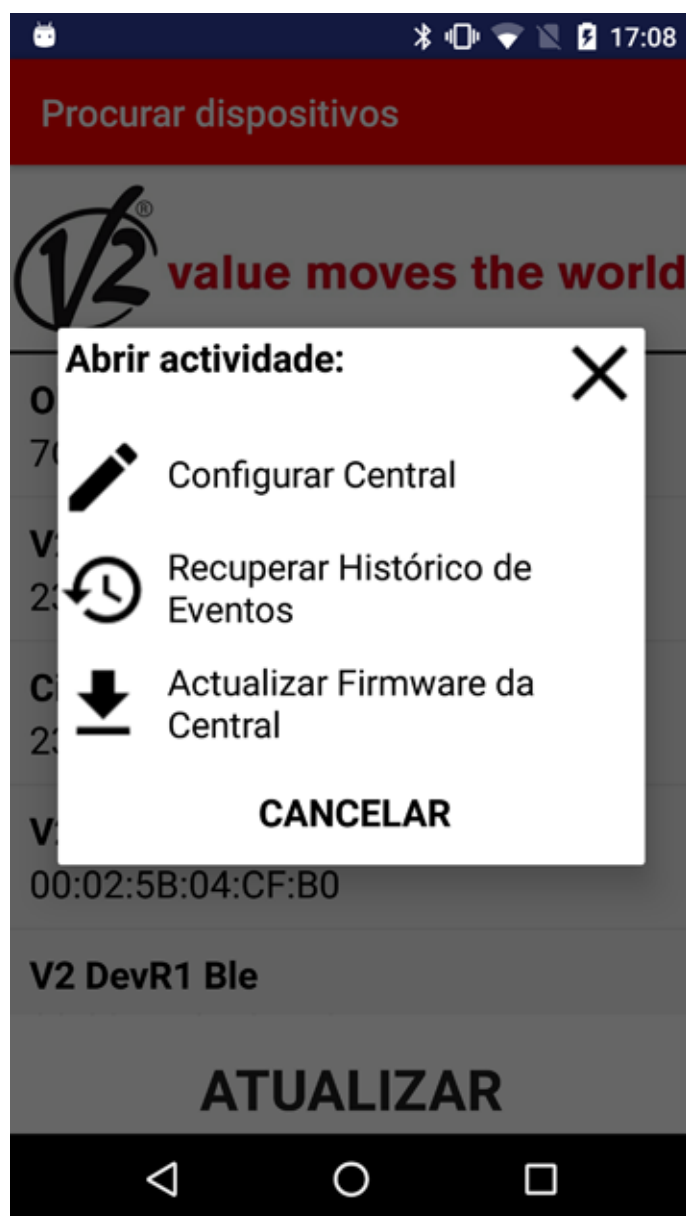 17:08
Procurar dispositivos
V2®
value moves the world
Abrir actividade:
Configurar Central
Recuperar Histórico de
Eventos
Actualizar Firmware da
Central
CANCELAR
00:02:5B:04:CF:B0
V2 DevR1 Ble
ATUALIZAR